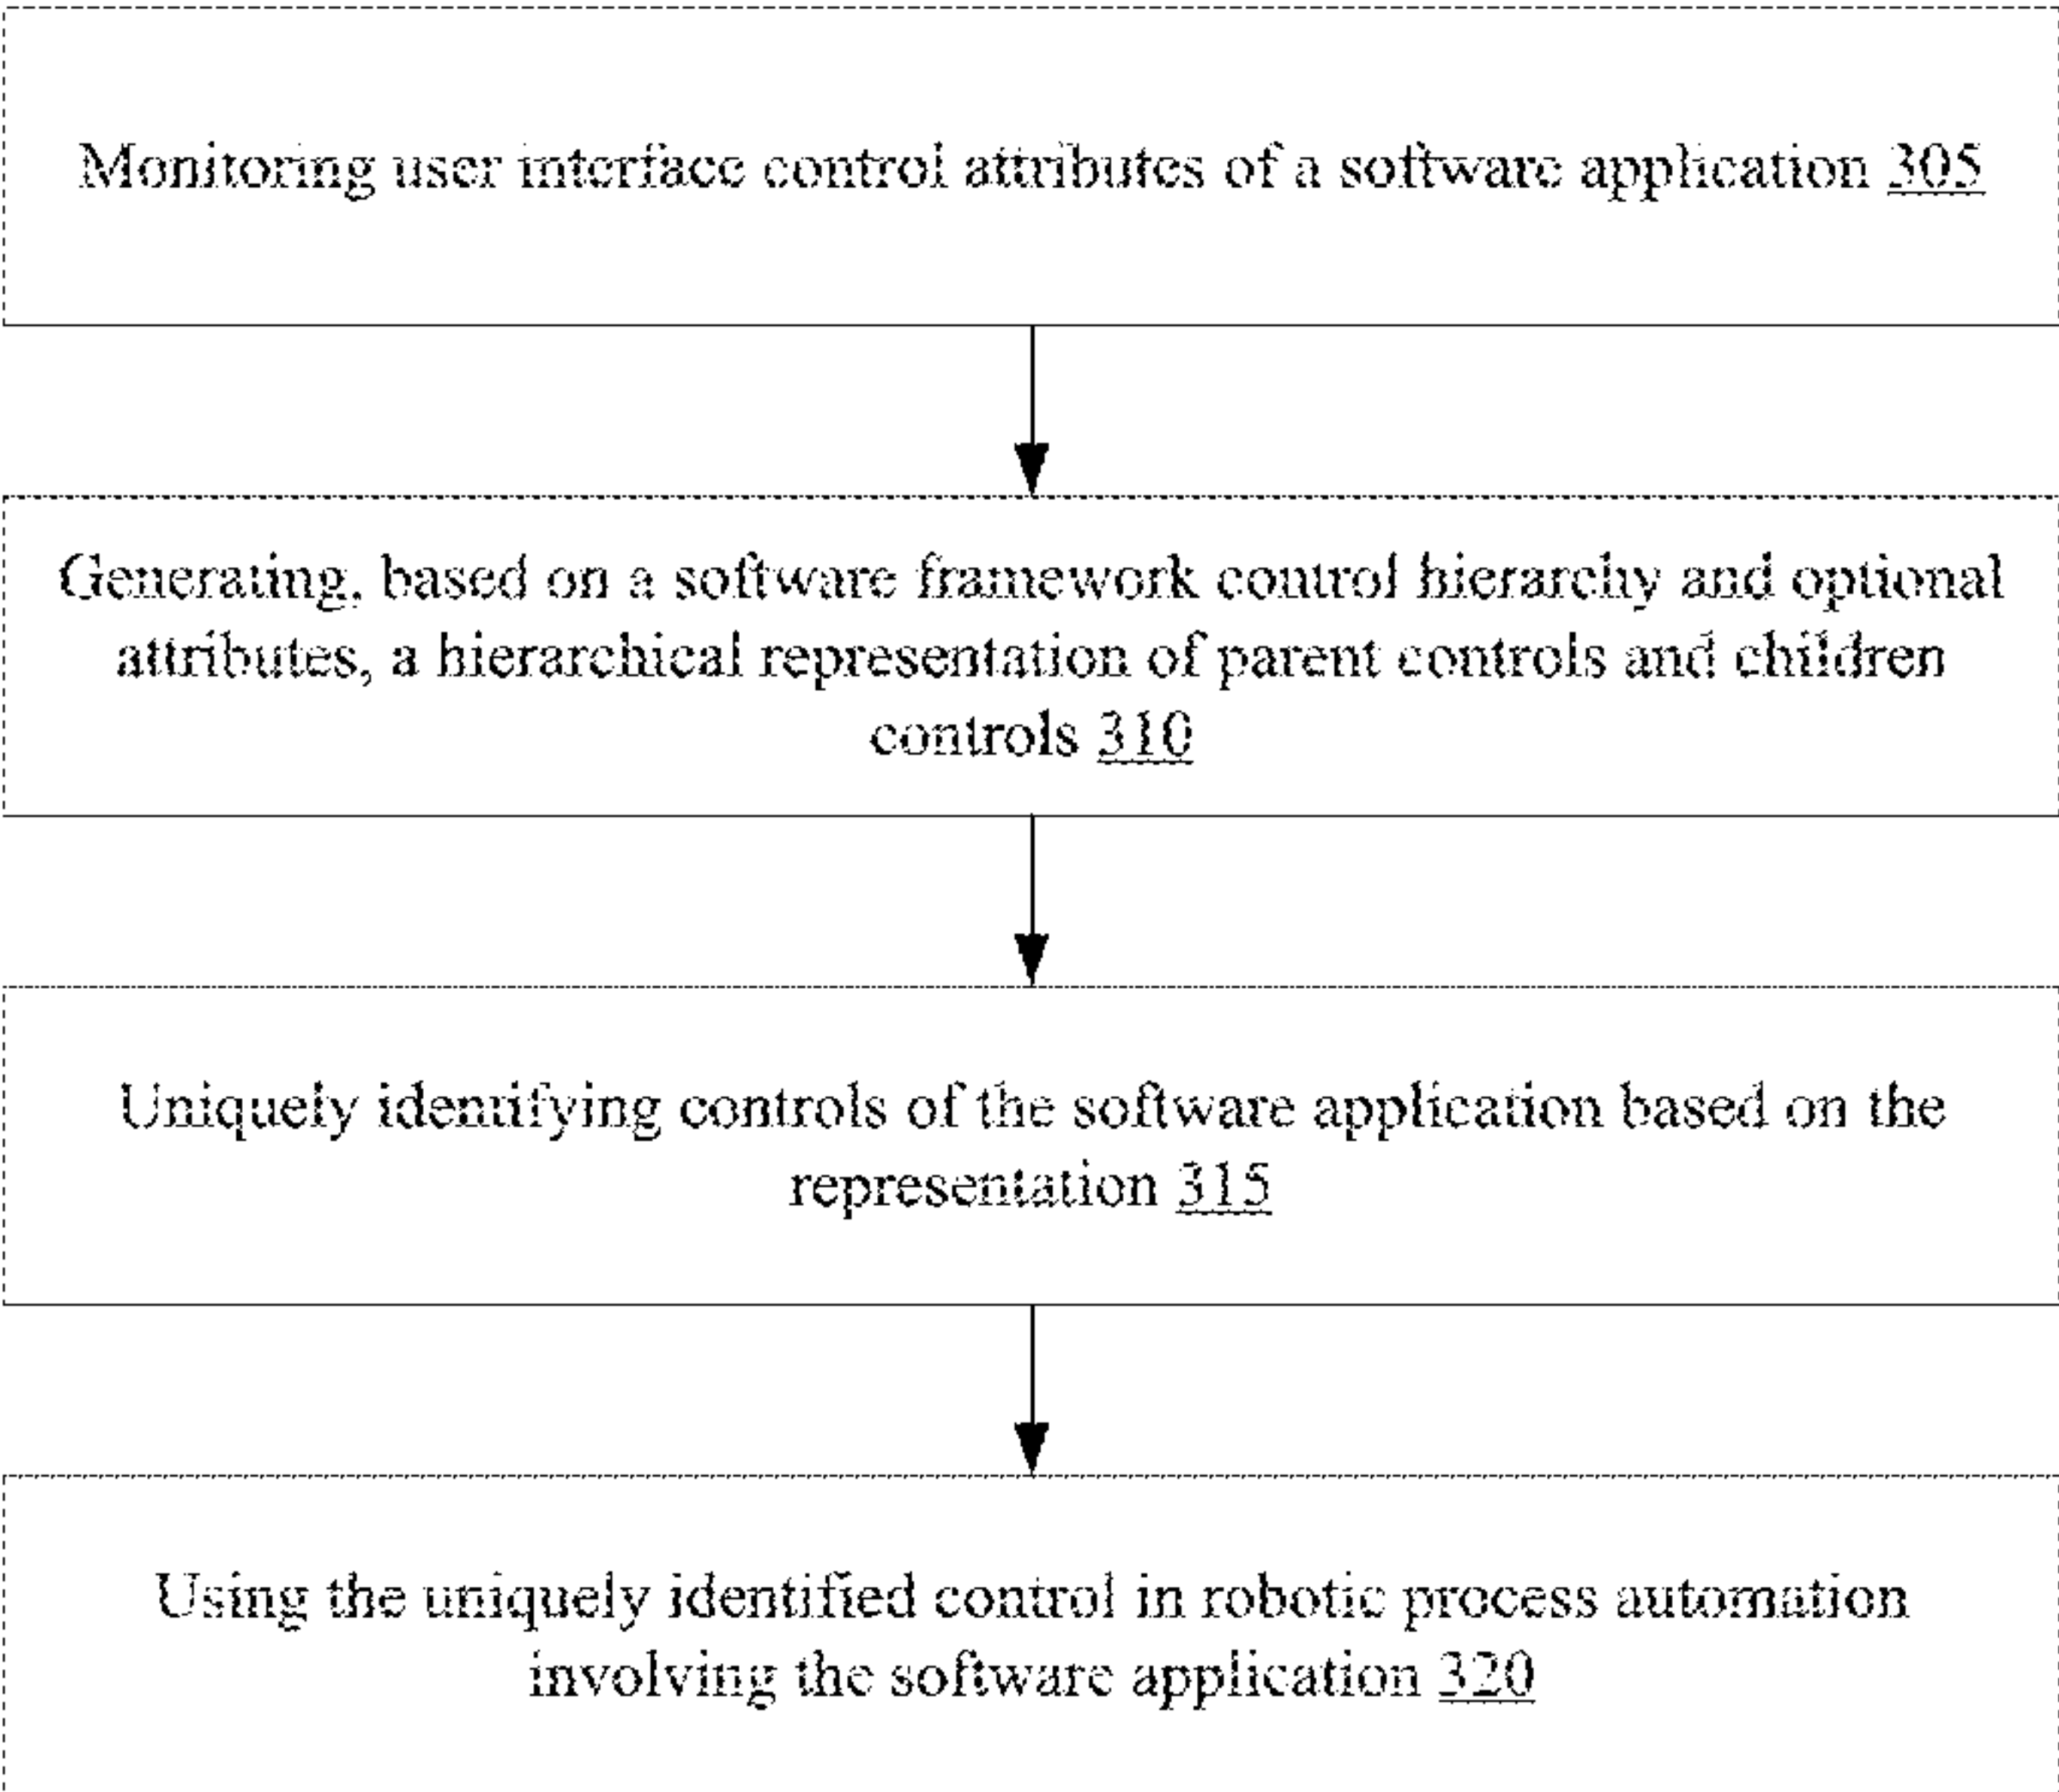 Monitoring user interface control attributes of a software application 305
Generating, based on a software framework control hierarchy and optional
attributes, a hierarchical representation of parent controls and children
controls 310
Uniquely identifying controls of the software application based on the
representation 315
Using the uniquely identified control in robotic process automation
involving the software application 320